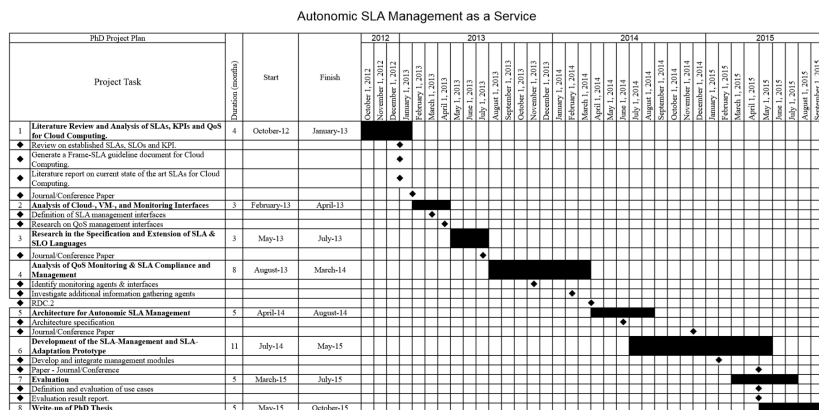 Autonomic SLA Management as a Service
PhD Project Plan
2012 2013 2014 2015
Project Task
Duration (months)
Start
Finish
October 1, 2012
November 1, 2012
December 1, 2012
January 1, 2013
February 1, 2013
March 1, 2013
April 1, 2013
May 1, 2013
June 1, 2013
July 1, 2013
August 1, 2013
September 1, 2013
October 1, 2013
November 1, 2013
December 1, 2013
January 1, 2014
February 1, 2014
March 1, 2014
April 1, 2014
May 1, 2014
June 1, 2014
July 1, 2014
August 1, 2014
September 1, 2014
October 1, 2014
November 1, 2014
December 1, 2014
January 1, 2015
February 1, 2015
March 1, 2015
April 1, 2015
May 1, 2015
June 1, 2015
July 1, 2015
August 1, 2015
1 Literature Review and Analysis of SLAs, KPIs and QoS
for Cloud Computing. 4 October-12 January-13
Review on established SLAs, SLOs and KPI.
Generate a Frame-SLA guideline document for Cloud
Computing.
Literature report on current state of the art SLAs for Cloud
Computing.
Journal/Conference Paper
2 Analysis of Cloud-, VM-, and Monitoring Interfaces 3 February-13 April-13
Definition of SLA management interfaces
Research on QoS management interfaces
3 Research in the Specification and Extension of SLA &
SLO Languages 3 May-13 July-13
Journal/Conference Paper
4 Analysis of QoS Monitoring & SLA Compliance and
Management 8 August-13 March-14
Identify monitoring agents & interfaces
Investigate additional information gathering agents
RDC.2
5 Architecture for Autonomic SLA Management 5 April-14 August-14
Architecture specification
Journal/Conference Paper
6 Development of the SLA-Management and SLA-
Adaptation Prototype 11 July-14 May-15
Develop and integrate management modules
Paper - Journal/Conference
7 Evaluation 5 March-15 July-15
Definition and evaluation of use cases
Evaluation result report.
8 Write-up of PhD Thesis 5 May-15 October-15